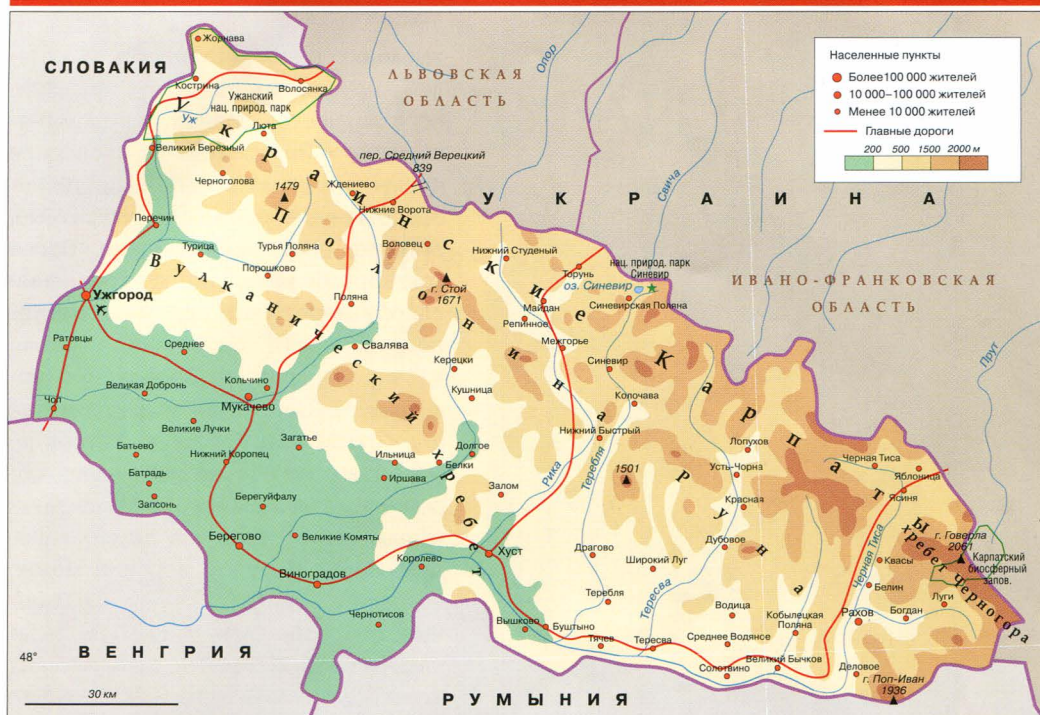 Жорнава
СЛОВАКИЯ
Кострина
Волосянка
Ужанский
нац. природ. парк
Уж
Люта
Великий Березный
Черноголова
1479
Ждениево
пер. Средний Верецкий
839
Нижние Ворота
Перечин
Турица
Турья Поляна
Порошково
Воловец
Нижний Студеный
г. Стой
1671
Поляна
Ужгород
Ратовцы
Среднее
Свалява
Чоп
Великая Добронь
Кольчино
Мукачево
Великие Лучки
Керецки
Кушница
Торунь
нац. природ. парк
Синевир
оз. Синевир
Синевирская Поляна
Майдан
Репинное
Межгорье
Синевир
Колочава
Нижний Быстрый
Батьево
Батрадь
Запсонь
Нижний Коропец
Загатье
Ильница
Долгое
Белки
Иршава
Залом
Берегуйфалу
Берегово
Великие Комяты
Виноградов
Королево
Хуст
Чернотисов
Вышково
Буштыно
Рика
Теребля
1501
Лопухов
Усть-Чорна
Красная
Дубовое
Драгово
Широкий Луг
Теребля
Тересва
Тячев
Тересва
Водица
Среднее Водянсе
Солотвино
Великий Бычков
Кобылецкая
Поляна
Черная Тиса
Яблоница
Ясиня
Черная Тиса
г. Говерла
2061
Карпатский
биосферный
запов.
Квасы
Белин
Рахов
Богдан
Луги
Деловое
г. Поп-Иван
1936
Украинские Карпаты
Полонина Руна
Вулканический хребет
хребет Черногора
ЛЬВОВСКАЯ
ОБЛАСТЬ
Опор
Свича
УКРАИНА
ИВАНО-ФРАНКОВСКАЯ
ОБЛАСТЬ
Прут
ВЕНГРИЯ
РУМЫНИЯ
48°
30 км
Населенные пункты
Более100 000 жителей
10 000–100 000 жителей
Менее 10 000 жителей
Главные дороги
200 500 1500 2000 м